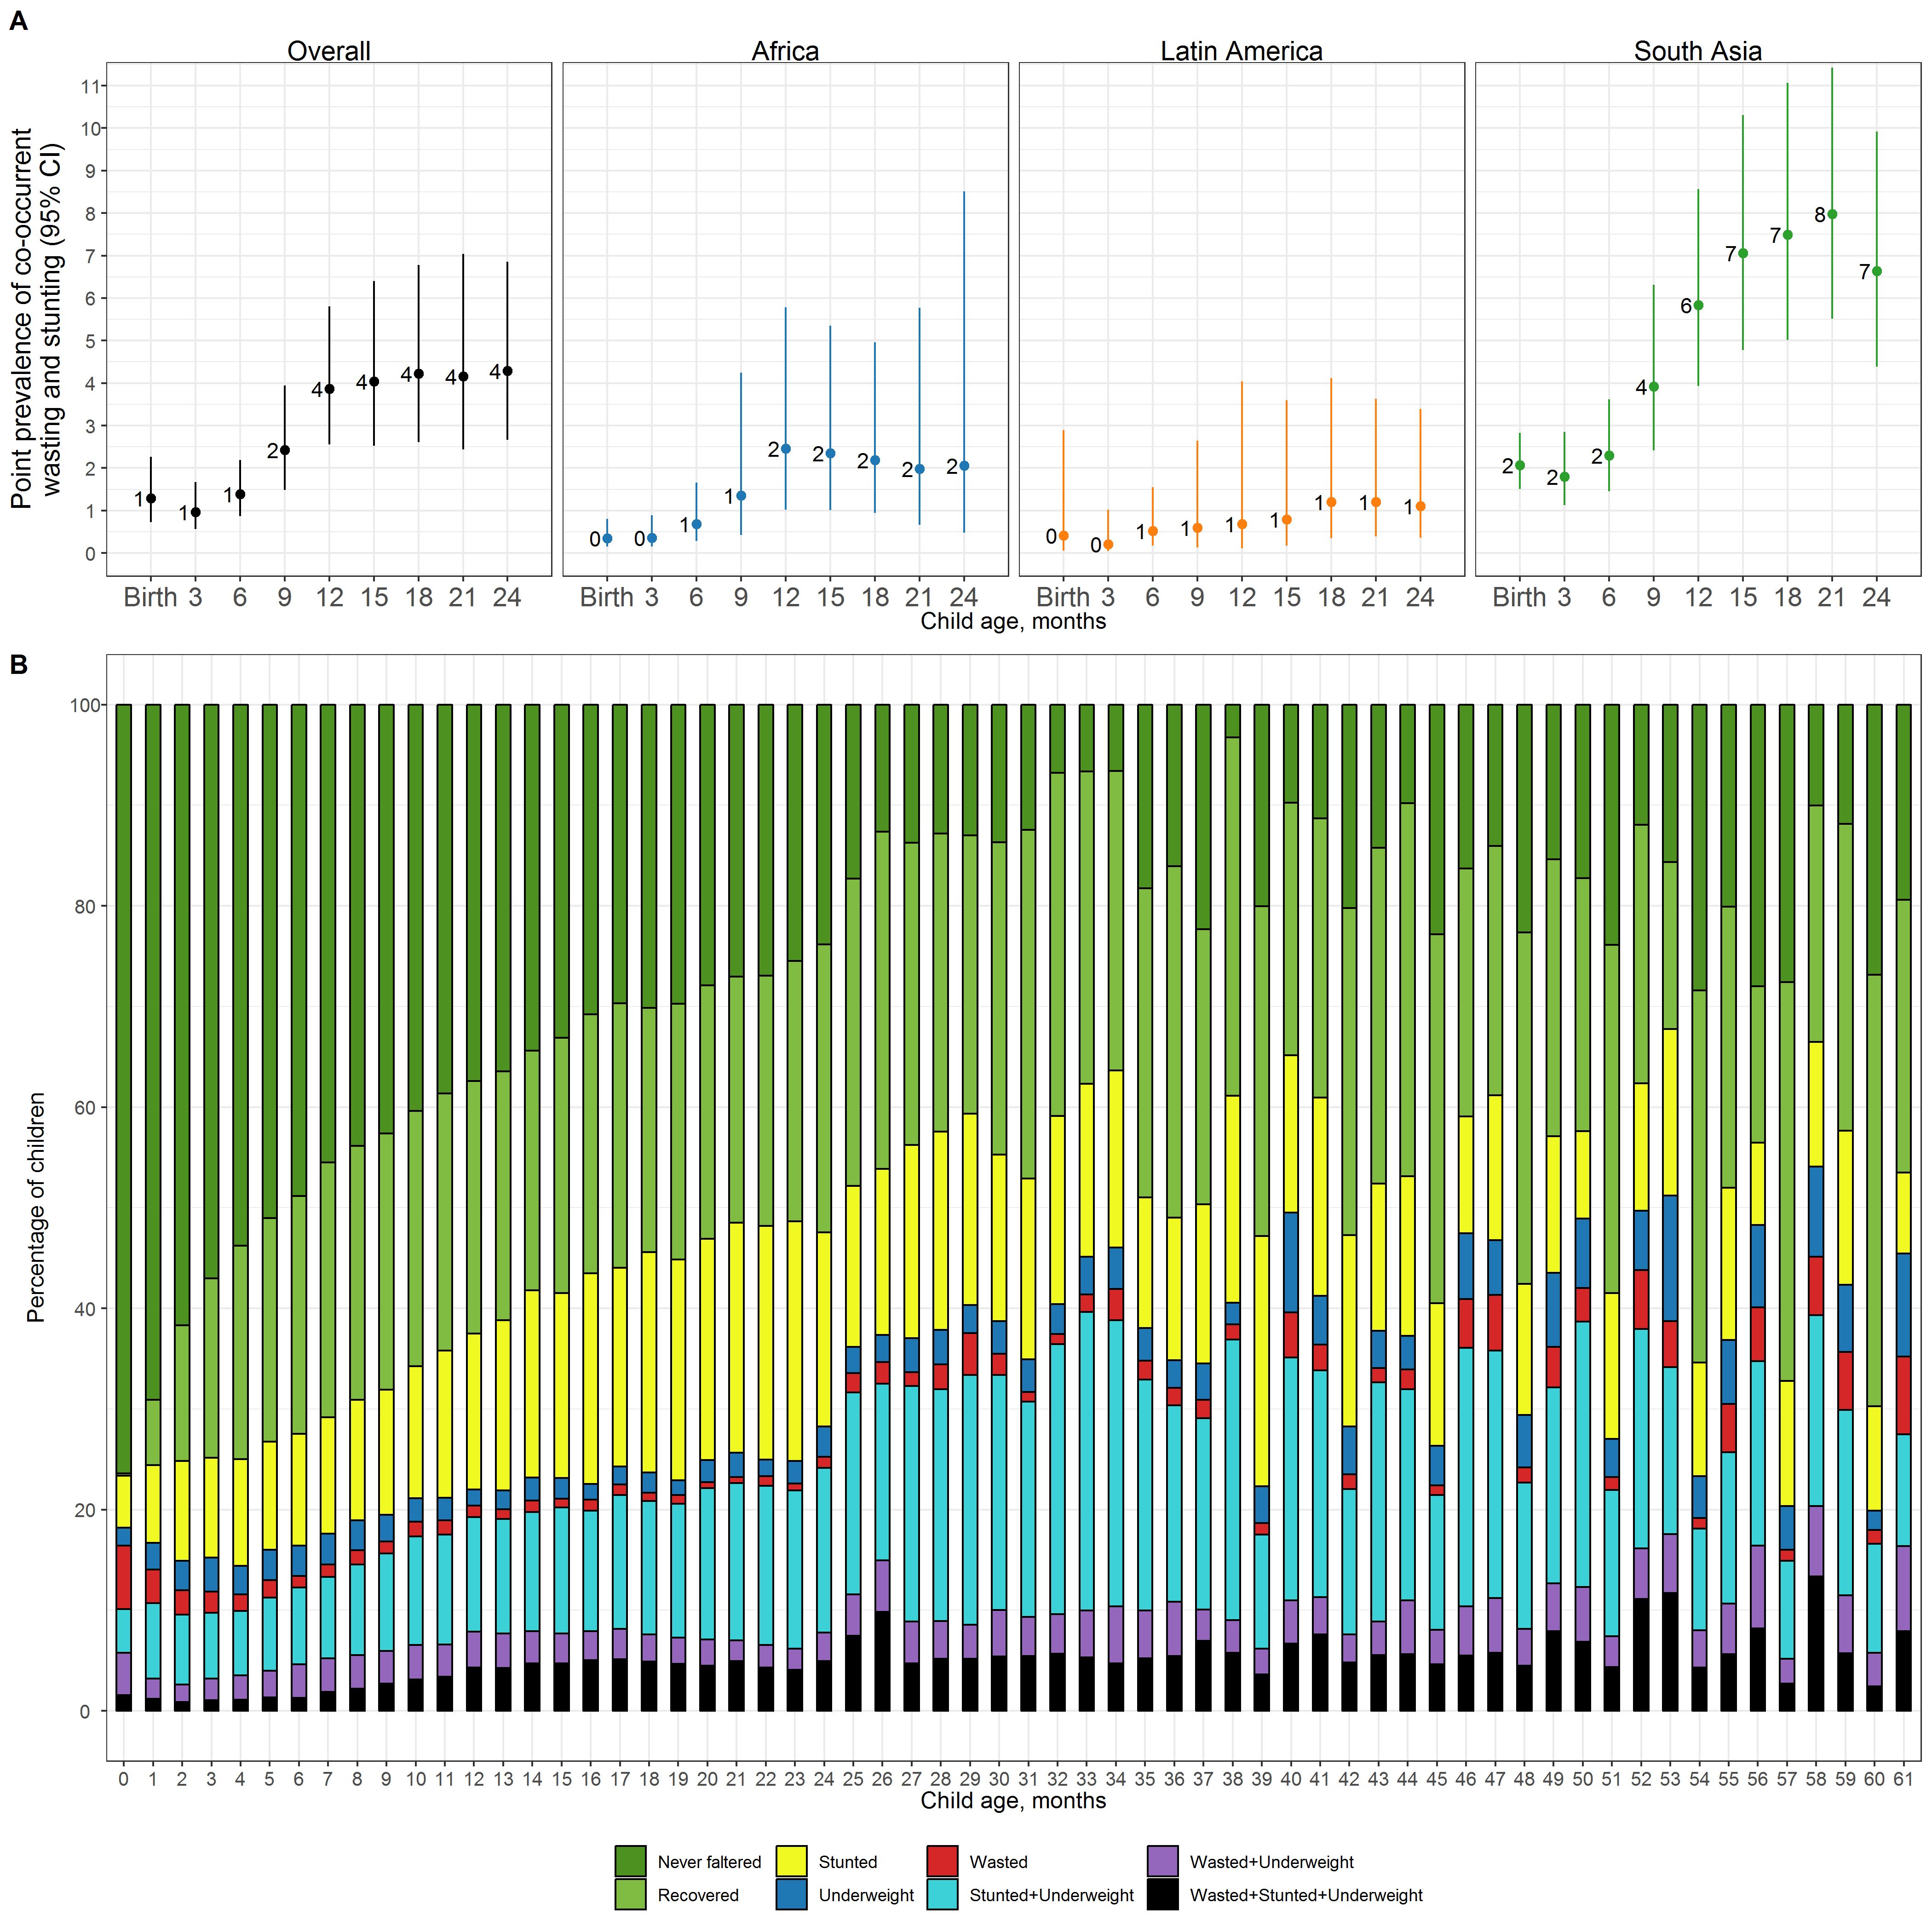 A
Overall Africa Latin America South Asia
Point prevalence of co-occurrent
wasting and stunting (95% CI)
11
10
9
8
7
6
5
4
3
2
1
0
1 1 1 2 4 4 4 4 4
0 0 1 1 2 2 2 2 2
0 0 1 1 1 1 1 1 1
2 2 2 4 6 7 7 8 7
Birth 3 6 9 12 15 18 21 24 Birth 3 6 9 12 15 18 21 24 Birth 3 6 9 12 15 18 21 24 Birth 3 6 9 12 15 18 21 24
Child age, months
B
Percentage of children
100
80
60
40
20
0
0 1 2 3 4 5 6 7 8 9 10 11 12 13 14 15 16 17 18 19 20 21 22 23 24 25 26 27 28 29 30 31 32 33 34 35 36 37 38 39 40 41 42 43 44 45 46 47 48 49 50 51 52 53 54 55 56 57 58 59 60 61
Child age, months
Never faltered Stunted Wasted Wasted+Underweight
Recovered Underweight Stunted+Underweight Wasted+Stunted+Underweight